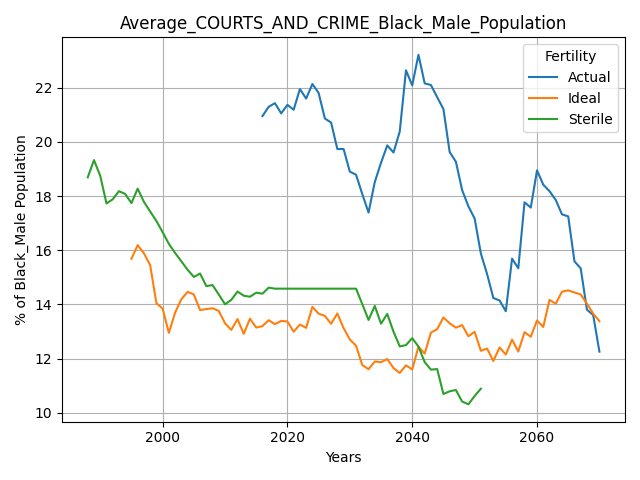 Average_COURTS_AND_CRIME_Black_Male_Population
Fertility
Actual
Ideal
Sterile
% of Black_Male Population
22
20
18
16
14
12
10
2000
2020
2040
2060
Years